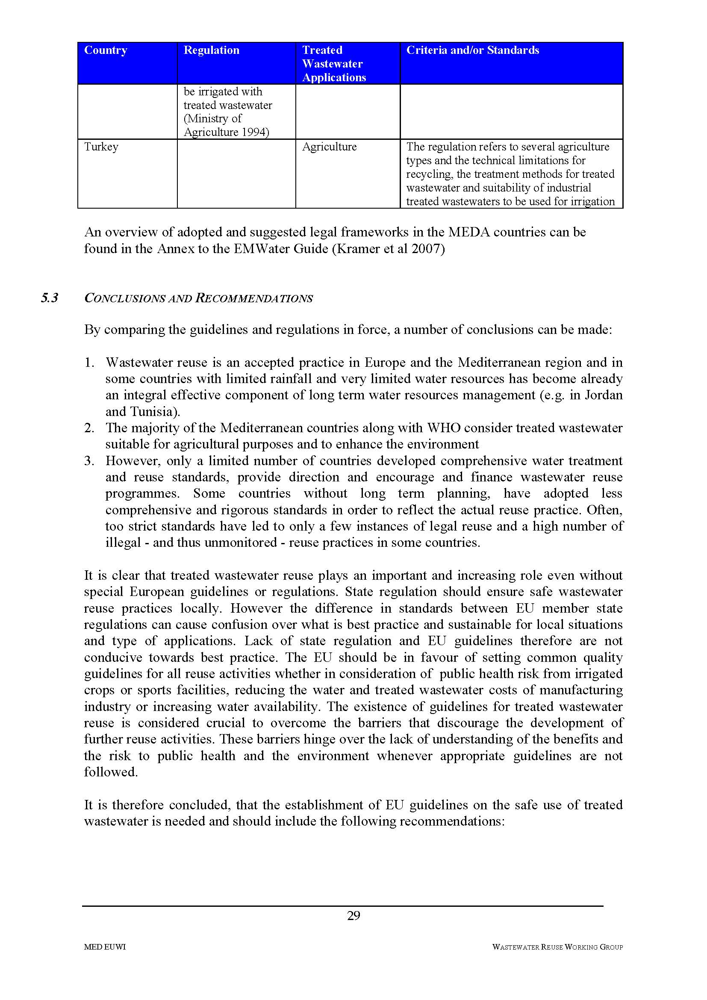 Country
Regulation
Treated
Wastewater
Applications
Criteria and/or Standards
be irrigated with
treated wastewater
(Ministry of
Agriculture 1994)
Turkey
Agriculture
The regulation refers to several agriculture
types and the technical limitations for
recycling, the treatment methods for treated
wastewater and suitability of industrial
treated wastewaters to be used for irrigation
An overview of adopted and suggested legal frameworks in the MEDA countries can be
found in the Annex to the EMWater Guide (Kramer et al 2007)
5.3 CONCLUSIONS AND RECOMMENDATIONS
By comparing the guidelines and regulations in force, a number of conclusions can be made:
1. Wastewater reuse is an accepted practice in Europe and the Mediterranean region and in
some countries with limited rainfall and very limited water resources has become already
an integral effective component of long term water resources management (e.g. in Jordan
and Tunisia).
2. The majority of the Mediterranean countries along with WHO consider treated wastewater
suitable for agricultural purposes and to enhance the environment
3. However, only a limited number of countries developed comprehensive water treatment
and reuse standards, provide direction and encourage and finance wastewater reuse
programmes. Some countries without long term planning, have adopted less
comprehensive and rigorous standards in order to reflect the actual reuse practice. Often,
too strict standards have led to only a few instances of legal reuse and a high number of
illegal - and thus unmonitored - reuse practices in some countries.
It is clear that treated wastewater reuse plays an important and increasing role even without
special European guidelines or regulations. State regulation should ensure safe wastewater
reuse practices locally. However the difference in standards between EU member state
regulations can cause confusion over what is best practice and sustainable for local situations
and type of applications. Lack of state regulation and EU guidelines therefore are not
conducive towards best practice. The EU should be in favour of setting common quality
guidelines for all reuse activities whether in consideration of public health risk from irrigated
crops or sports facilities, reducing the water and treated wastewater costs of manufacturing
industry or increasing water availability. The existence of guidelines for treated wastewater
reuse is considered crucial to overcome the barriers that discourage the development of
further reuse activities. These barriers hinge over the lack of understanding of the benefits and
the risk to public health and the environment whenever appropriate guidelines are not
followed.
It is therefore concluded, that the establishment of EU guidelines on the safe use of treated
wastewater is needed and should include the following recommendations:
29
MED EUWI
WASTEWATER REUSE WORKING GROUP